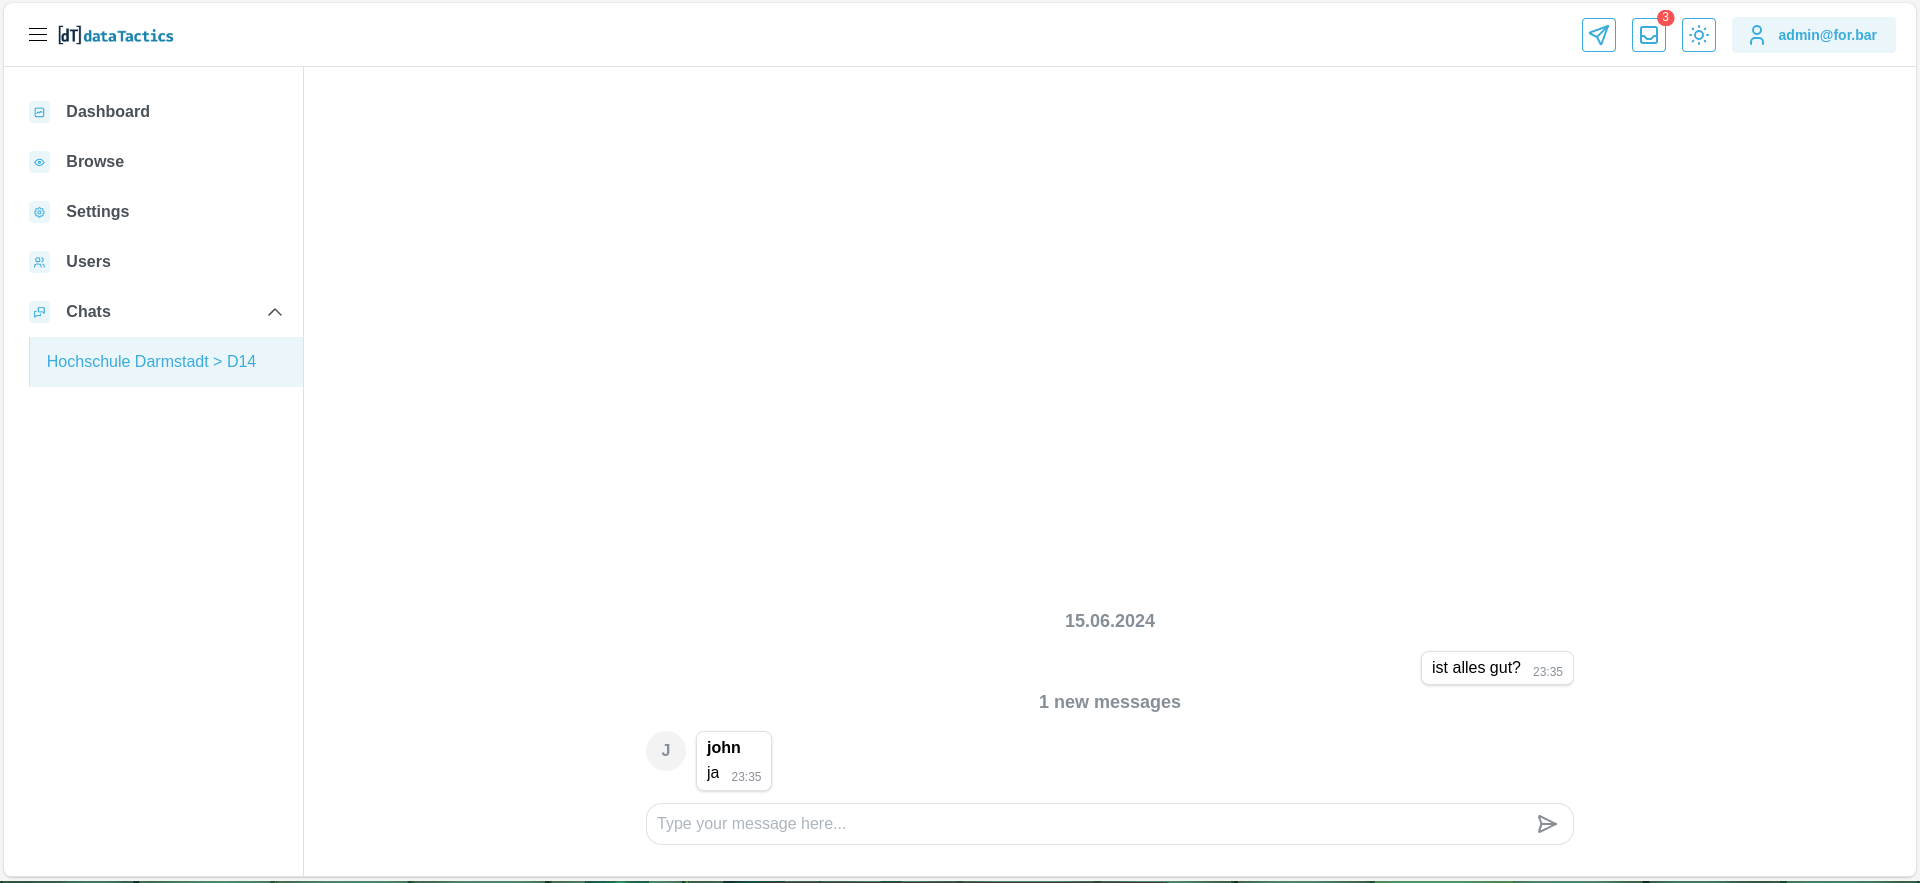 [dT]dataTactics
3
admin@for.bar
Dashboard
Browse
Settings
Users
Chats
Hochschule Darmstadt > D14
15.06.2024
ist alles gut? 23:35
1 new messages
J
john
ja 23:35
Type your message here...